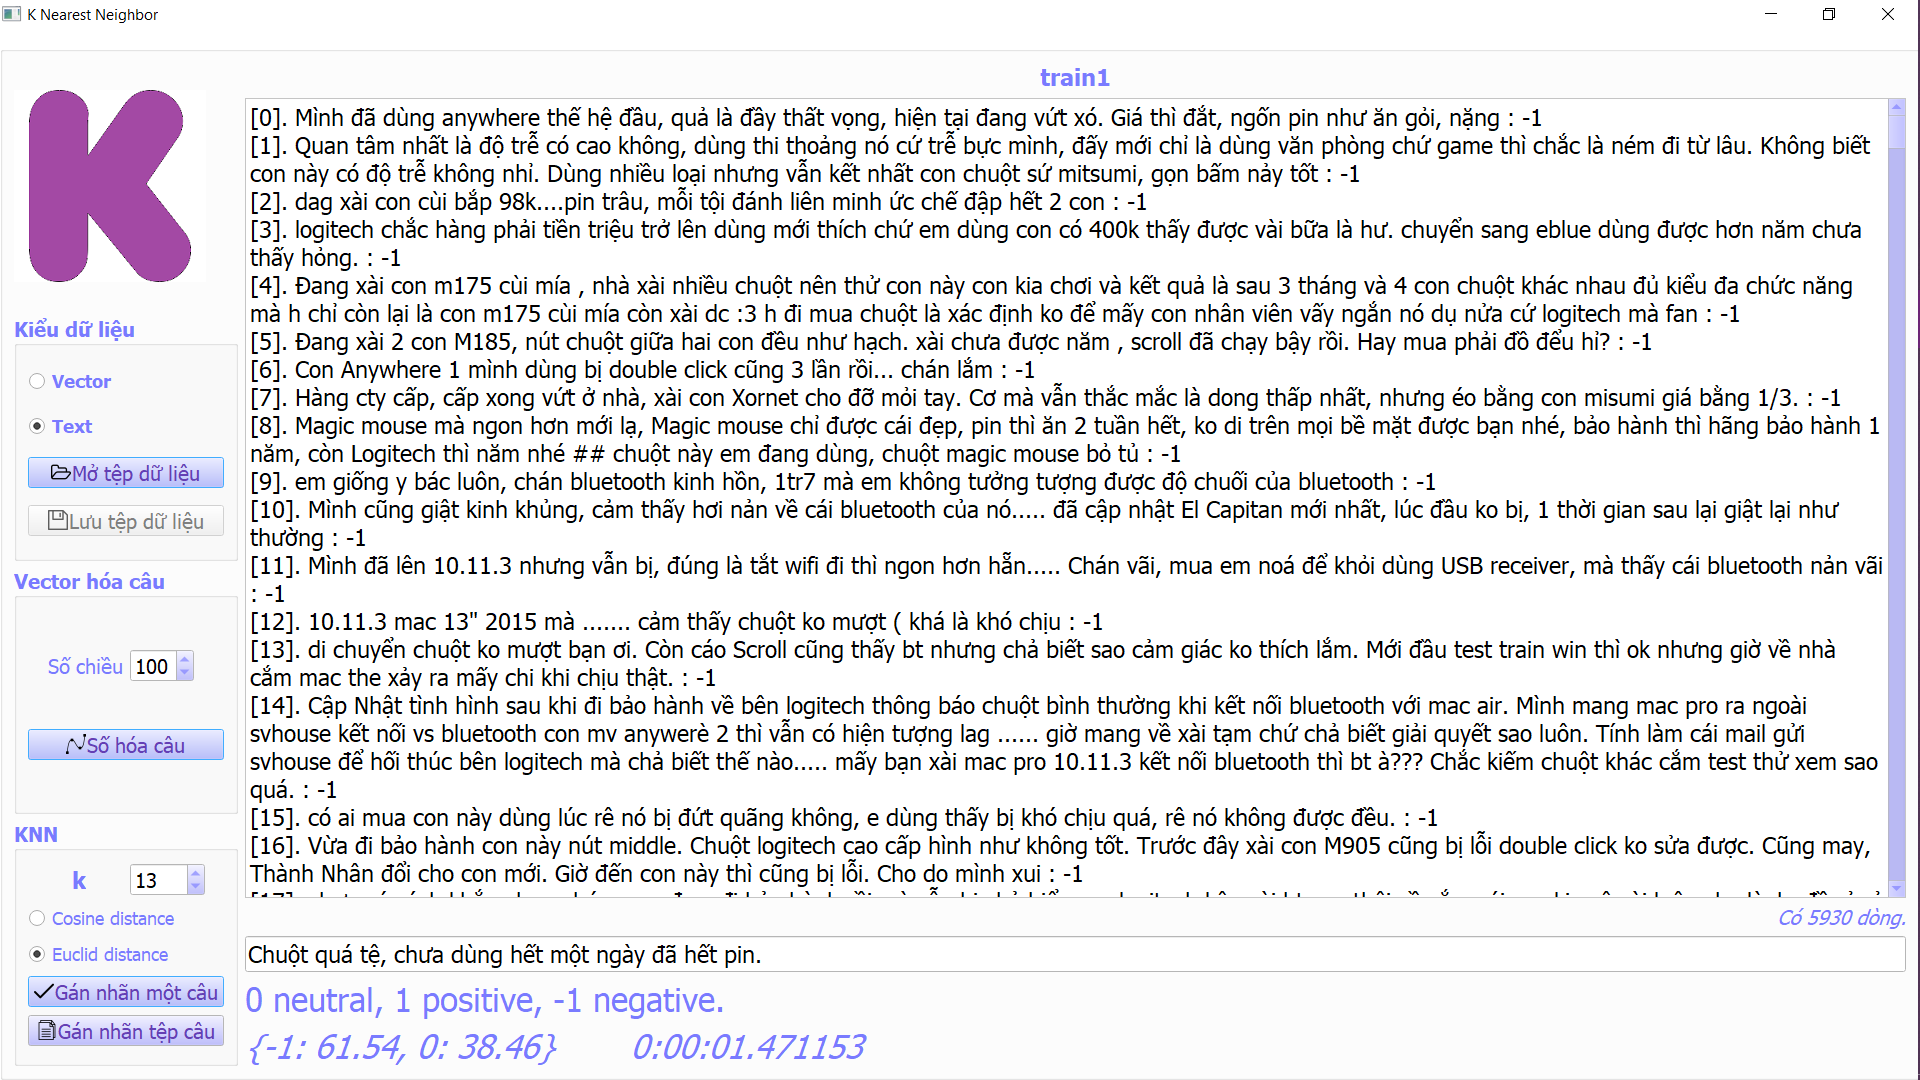 K Nearest Neighbor
train1
K
Kiểu dữ liệu
Vector
Text
Mở tệp dữ liệu
Lưu tệp dữ liệu
Vector hóa câu
Số chiều 100
Số hóa câu
KNN
k 13
Cosine distance
Euclid distance
Gán nhãn một câu
Gán nhãn tệp câu
[0]. Mình đã dùng anywhere thế hệ đầu, quả là đầy thất vọng, hiện tại đang vứt xó. Giá thì đắt, ngốn pin như ăn gỏi, nặng : -1
[1]. Quan tâm nhất là độ trễ có cao không, dùng thi thoảng nó cứ trễ bực mình, đấy mới chỉ là dùng văn phòng chứ game thì chắc là ném đi từ lâu. Không biết
con này có độ trễ không nhỉ. Dùng nhiều loại nhưng vẫn kết nhất con chuột sứ mitsumi, gọn bấm nảy tốt : -1
[2]. dag xài con cùi bắp 98k....pin trâu, mỗi tội đánh liên minh ức chế đập hết 2 con : -1
[3]. logitech chắc hàng phải tiền triệu trở lên dùng mới thích chứ em dùng con có 400k thấy được vài bữa là hư. chuyển sang eblue dùng được hơn năm chưa
thấy hỏng. : -1
[4]. Đang xài con m175 cùi mía , nhà xài nhiều chuột nên thử con này con kia chơi và kết quả là sau 3 tháng và 4 con chuột khác nhau đủ kiểu đa chức năng
mà h chỉ còn lại là con m175 cùi mía còn xài dc :3 h đi mua chuột là xác định ko để mấy con nhân viên vấy ngắn nó dụ nửa cứ logitech mà fan : -1
[5]. Đang xài 2 con M185, nút chuột giữa hai con đều như hạch. xài chưa được năm , scroll đã chạy bậy rồi. Hay mua phải đồ đểu hỉ? : -1
[6]. Con Anywhere 1 mình dùng bị double click cũng 3 lần rồi... chán lắm : -1
[7]. Hàng cty cấp, cấp xong vứt ở nhà, xài con Xornet cho đỡ mỏi tay. Cơ mà vẫn thắc mắc là dong thấp nhất, nhưng éo bằng con misumi giá bằng 1/3. : -1
[8]. Magic mouse mà ngon hơn mới lạ, Magic mouse chỉ được cái đẹp, pin thì ăn 2 tuần hết, ko di trên mọi bề mặt được bạn nhé, bảo hành thì hãng bảo hành 1
năm, còn Logitech thì năm nhé ## chuột này em đang dùng, chuột magic mouse bỏ tủ : -1
[9]. em giống y bác luôn, chán bluetooth kinh hồn, 1tr7 mà em không tưởng tượng được độ chuối của bluetooth : -1
[10]. Mình cũng giật kinh khủng, cảm thấy hơi nản về cái bluetooth của nó..... đã cập nhật El Capitan mới nhất, lúc đầu ko bị, 1 thời gian sau lại giật lại như
thường : -1
[11]. Mình đã lên 10.11.3 nhưng vẫn bị, đúng là tắt wifi đi thì ngon hơn hẵn..... Chán vãi, mua em noá để khỏi dùng USB receiver, mà thấy cái bluetooth nản vãi
: -1
[12]. 10.11.3 mac 13" 2015 mà ....... cảm thấy chuột ko mượt ( khá là khó chịu : -1
[13]. di chuyển chuột ko mượt bạn ơi. Còn cáo Scroll cũng thấy bt nhưng chả biết sao cảm giác ko thích lắm. Mới đầu test train win thì ok nhưng giờ về nhà
cắm mac the xảy ra mấy chi khi chịu thật. : -1
[14]. Cập Nhật tình hình sau khi đi bảo hành về bên logitech thông báo chuột bình thường khi kết nối bluetooth với mac air. Mình mang mac pro ra ngoài
svhouse kết nối vs bluetooth con mv anywerè 2 thì vẫn có hiện tượng lag ...... giờ mang về xài tạm chứ chả biết giải quyết sao luôn. Tính làm cái mail gửi
svhouse để hối thúc bên logitech mà chả biết thế nào..... mấy bạn xài mac pro 10.11.3 kết nối bluetooth thì bt à??? Chắc kiếm chuột khác cắm test thử xem sao
quá. : -1
[15]. có ai mua con này dùng lúc rê nó bị đứt quãng không, e dùng thấy bị khó chịu quá, rê nó không được đều. : -1
[16]. Vừa đi bảo hành con này nút middle. Chuột logitech cao cấp hình như không tốt. Trước đây xài con M905 cũng bị lỗi double click ko sửa được. Cũng may,
Thành Nhân đổi cho con mới. Giờ đến con này thì cũng bị lỗi. Cho do mình xui : -1
Có 5930 dòng.
Chuột quá tệ, chưa dùng hết một ngày đã hết pin.
0 neutral, 1 positive, -1 negative.
{-1: 61.54, 0: 38.46} 0:00:01.471153